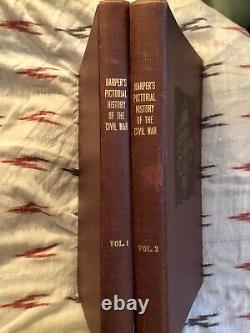 HARPER'S
PICTORIAL
HISTORY
OF THE
CIVIL WAR
VOL. 1
HARPER'S
PICTORIAL
HISTORY
OF THE
CIVIL WAR
VOL. 2